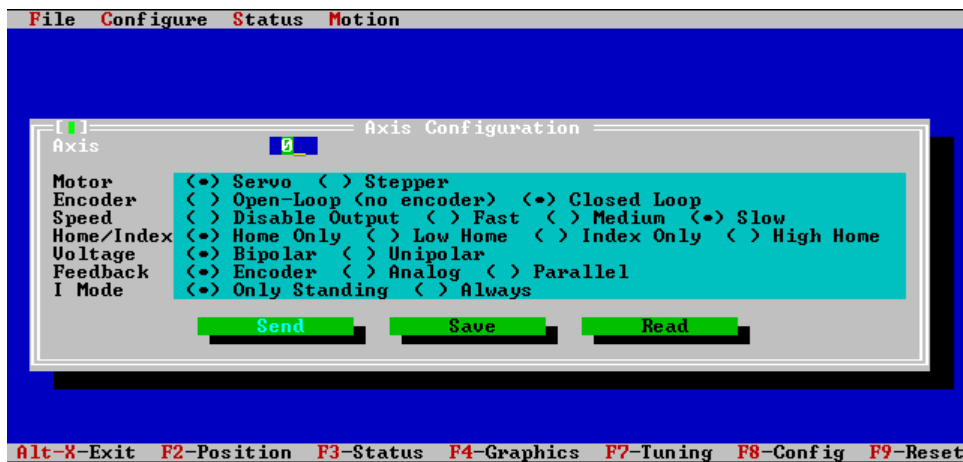 File Configure Status Motion
[▮] Axis Configuration
Axis 0_
Motor (•) Servo ( ) Stepper
Encoder ( ) Open-Loop (no encoder) (•) Closed Loop
Speed ( ) Disable Output ( ) Fast ( ) Medium (•) Slow
Home/Index (•) Home Only ( ) Low Home ( ) Index Only ( ) High Home
Voltage (•) Bipolar ( ) Unipolar
Feedback (•) Encoder ( ) Analog ( ) Parallel
I Mode (•) Only Standing ( ) Always
Send Save Read
Alt-X-Exit F2-Position F3-Status F4-Graphics F7-Tuning F8-Config F9-Reset